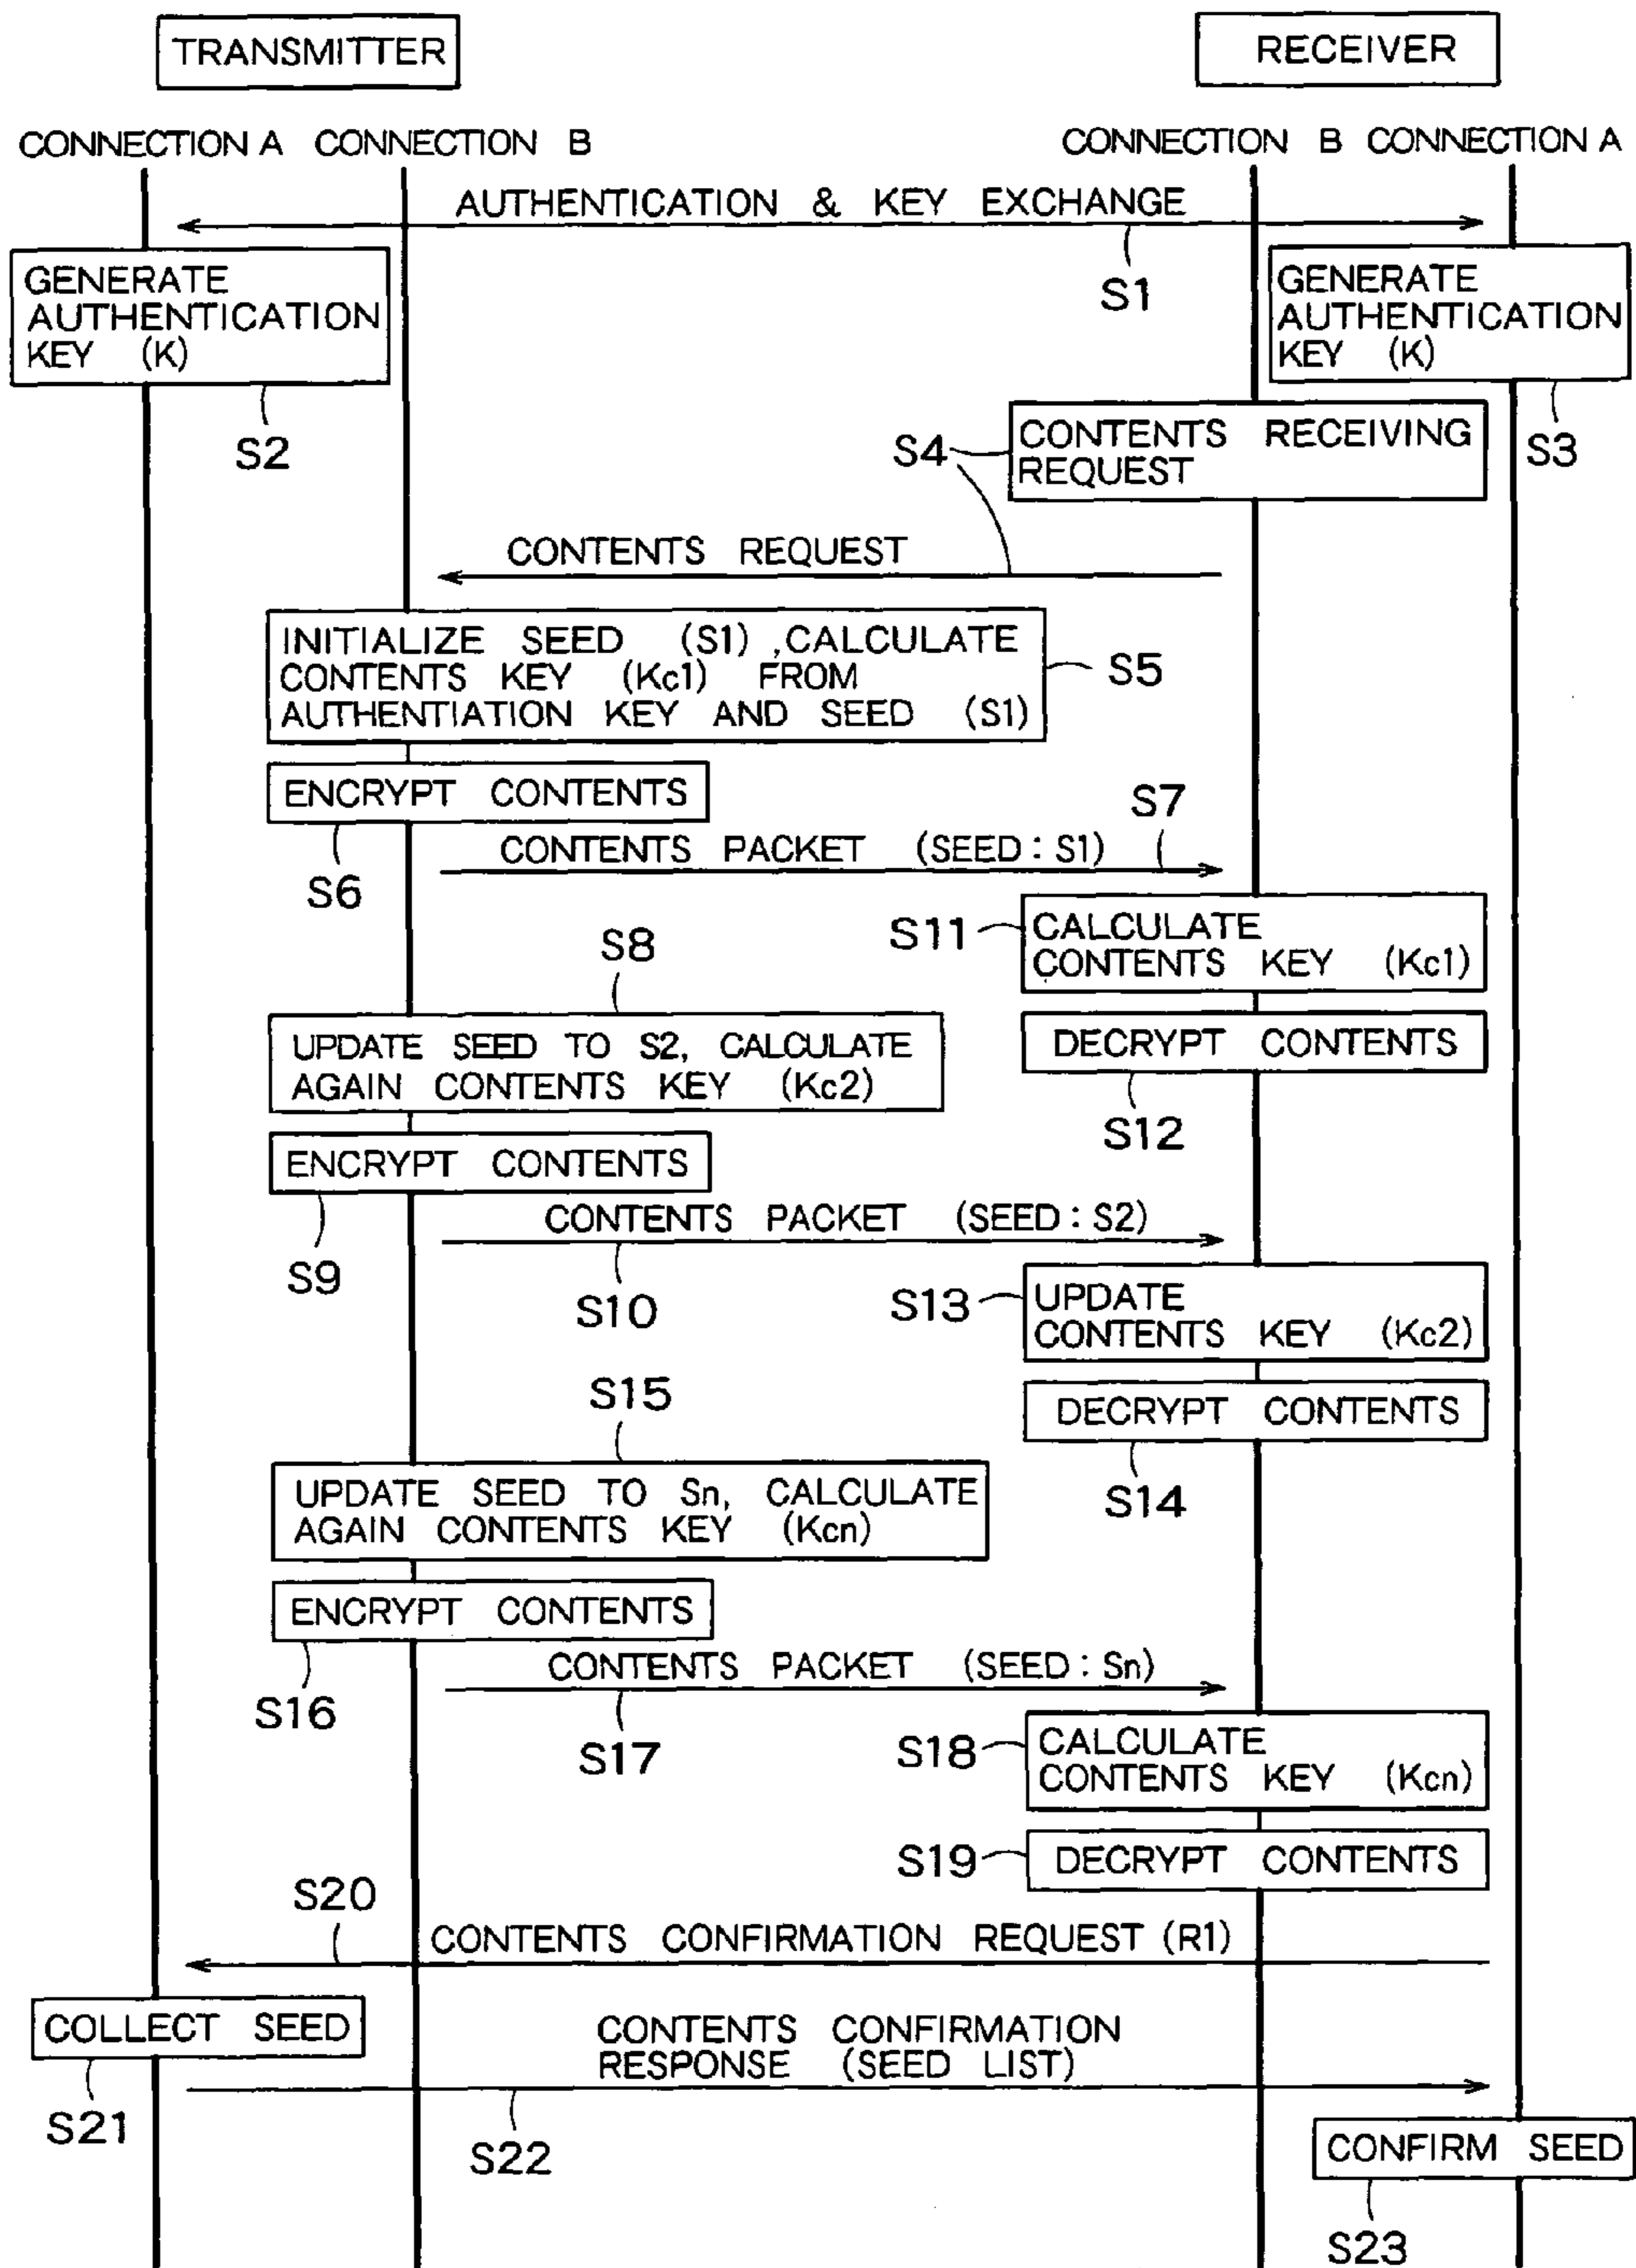 TRANSMITTER
RECEIVER
CONNECTION A
CONNECTION B
CONNECTION B
CONNECTION A
AUTHENTICATION & KEY EXCHANGE
S1
GENERATE
AUTHENTICATION
KEY (K)
S2
GENERATE
AUTHENTICATION
KEY (K)
S3
S4
CONTENTS RECEIVING
REQUEST
CONTENTS REQUEST
INITIALIZE SEED (S1) ,CALCULATE
CONTENTS KEY (Kc1) FROM
AUTHENTIATION KEY AND SEED (S1)
S5
ENCRYPT CONTENTS
S6
S7
CONTENTS PACKET (SEED : S1)
S11
CALCULATE
CONTENTS KEY (Kc1)
S8
UPDATE SEED TO S2, CALCULATE
AGAIN CONTENTS KEY (Kc2)
DECRYPT CONTENTS
S12
ENCRYPT CONTENTS
S9
CONTENTS PACKET (SEED : S2)
S10
S13
UPDATE
CONTENTS KEY (Kc2)
S15
DECRYPT CONTENTS
S14
UPDATE SEED TO Sn, CALCULATE
AGAIN CONTENTS KEY (Kcn)
ENCRYPT CONTENTS
S16
CONTENTS PACKET (SEED : Sn)
S17
S18
CALCULATE
CONTENTS KEY (Kcn)
S19
DECRYPT CONTENTS
S20
CONTENTS CONFIRMATION REQUEST (R1)
COLLECT SEED
S21
CONTENTS CONFIRMATION
RESPONSE (SEED LIST)
S22
CONFIRM SEED
S23